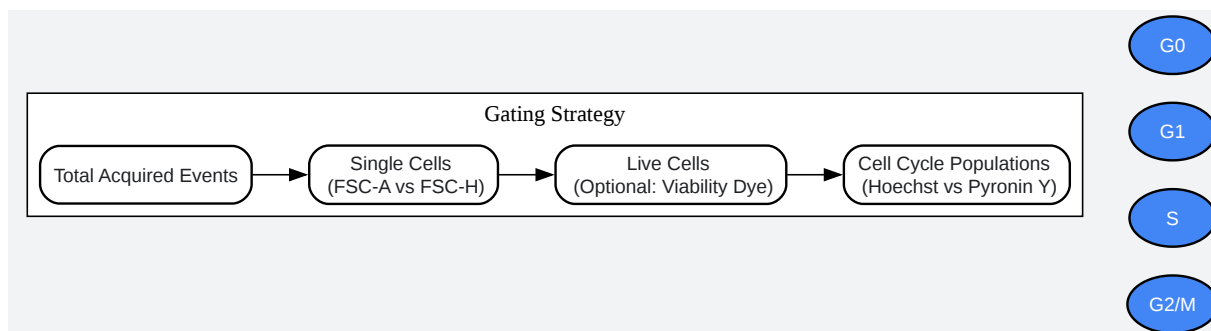 Gating Strategy
Total Acquired Events
Single Cells
(FSC-A vs FSC-H)
Live Cells
(Optional: Viability Dye)
Cell Cycle Populations
(Hoechst vs Pyronin Y)
G0
G1
S
G2/M